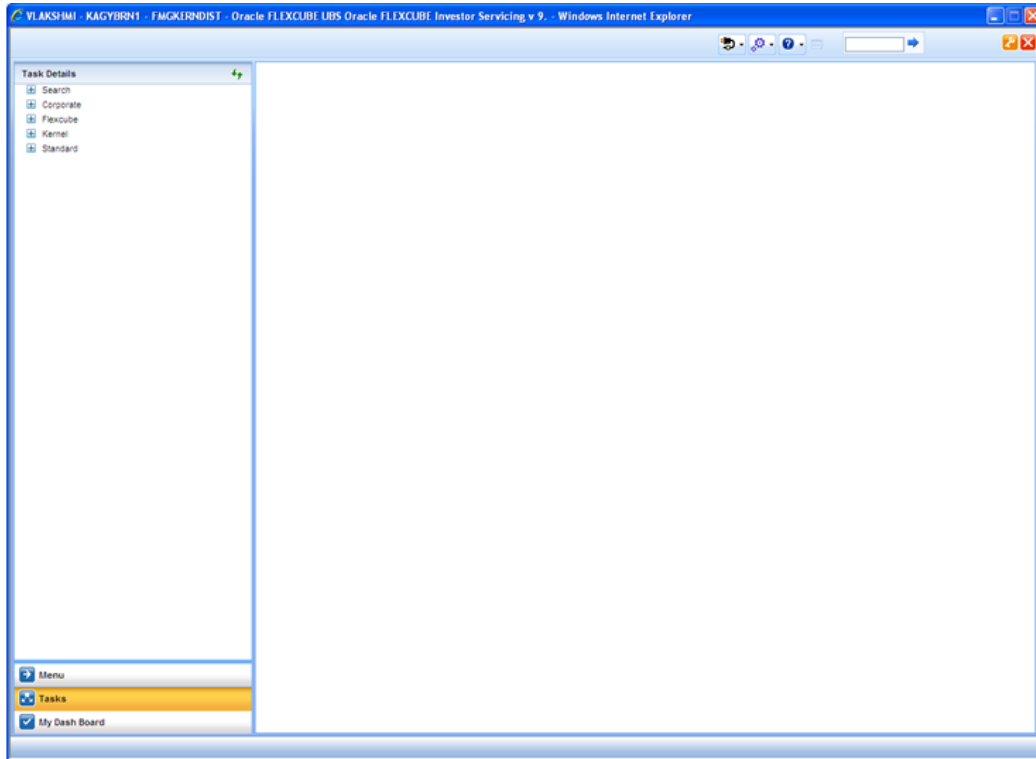 VLAKSHMI - KAGYBRN1 - FMGKERNDIST - Oracle FLEXCUBE UBS Oracle FLEXCUBE Investor Servicing v 9. - Windows Internet Explorer
Task Details
Search
Corporate
Flexcube
Kernel
Standard
Menu
Tasks
My Dash Board